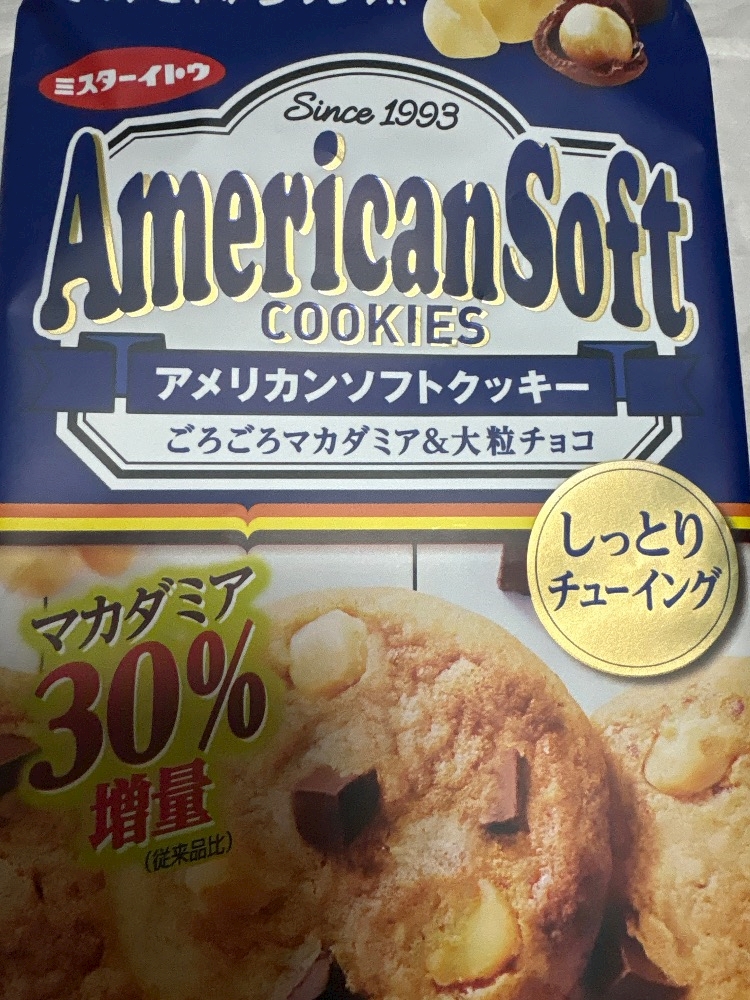 ミスターイトウ
Since 1993
AmericanSoft
COOKIES
アメリカンソフトクッキー
ごろごろマカダミア&大粒チョコ
しっとり
チューイング
マカダミア
30%
増量
(従来品比)